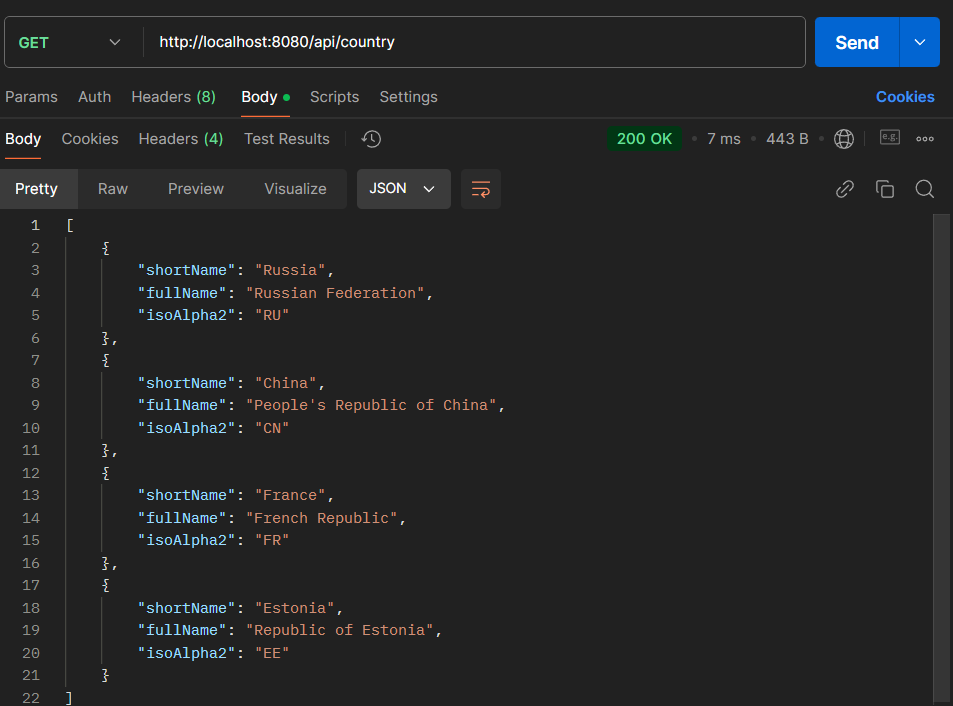 GET http://localhost:8080/api/country Send
Params Auth Headers (8) Body Scripts Settings Cookies
Body Cookies Headers (4) Test Results 200 OK 7 ms 443 B e.g.
Pretty Raw Preview Visualize JSON
1 [
2 {
3 "shortName": "Russia",
4 "fullName": "Russian Federation",
5 "isoAlpha2": "RU"
6 },
7 {
8 "shortName": "China",
9 "fullName": "People's Republic of China",
10 "isoAlpha2": "CN"
11 },
12 {
13 "shortName": "France",
14 "fullName": "French Republic",
15 "isoAlpha2": "FR"
16 },
17 {
18 "shortName": "Estonia",
19 "fullName": "Republic of Estonia",
20 "isoAlpha2": "EE"
21 }
22 ]